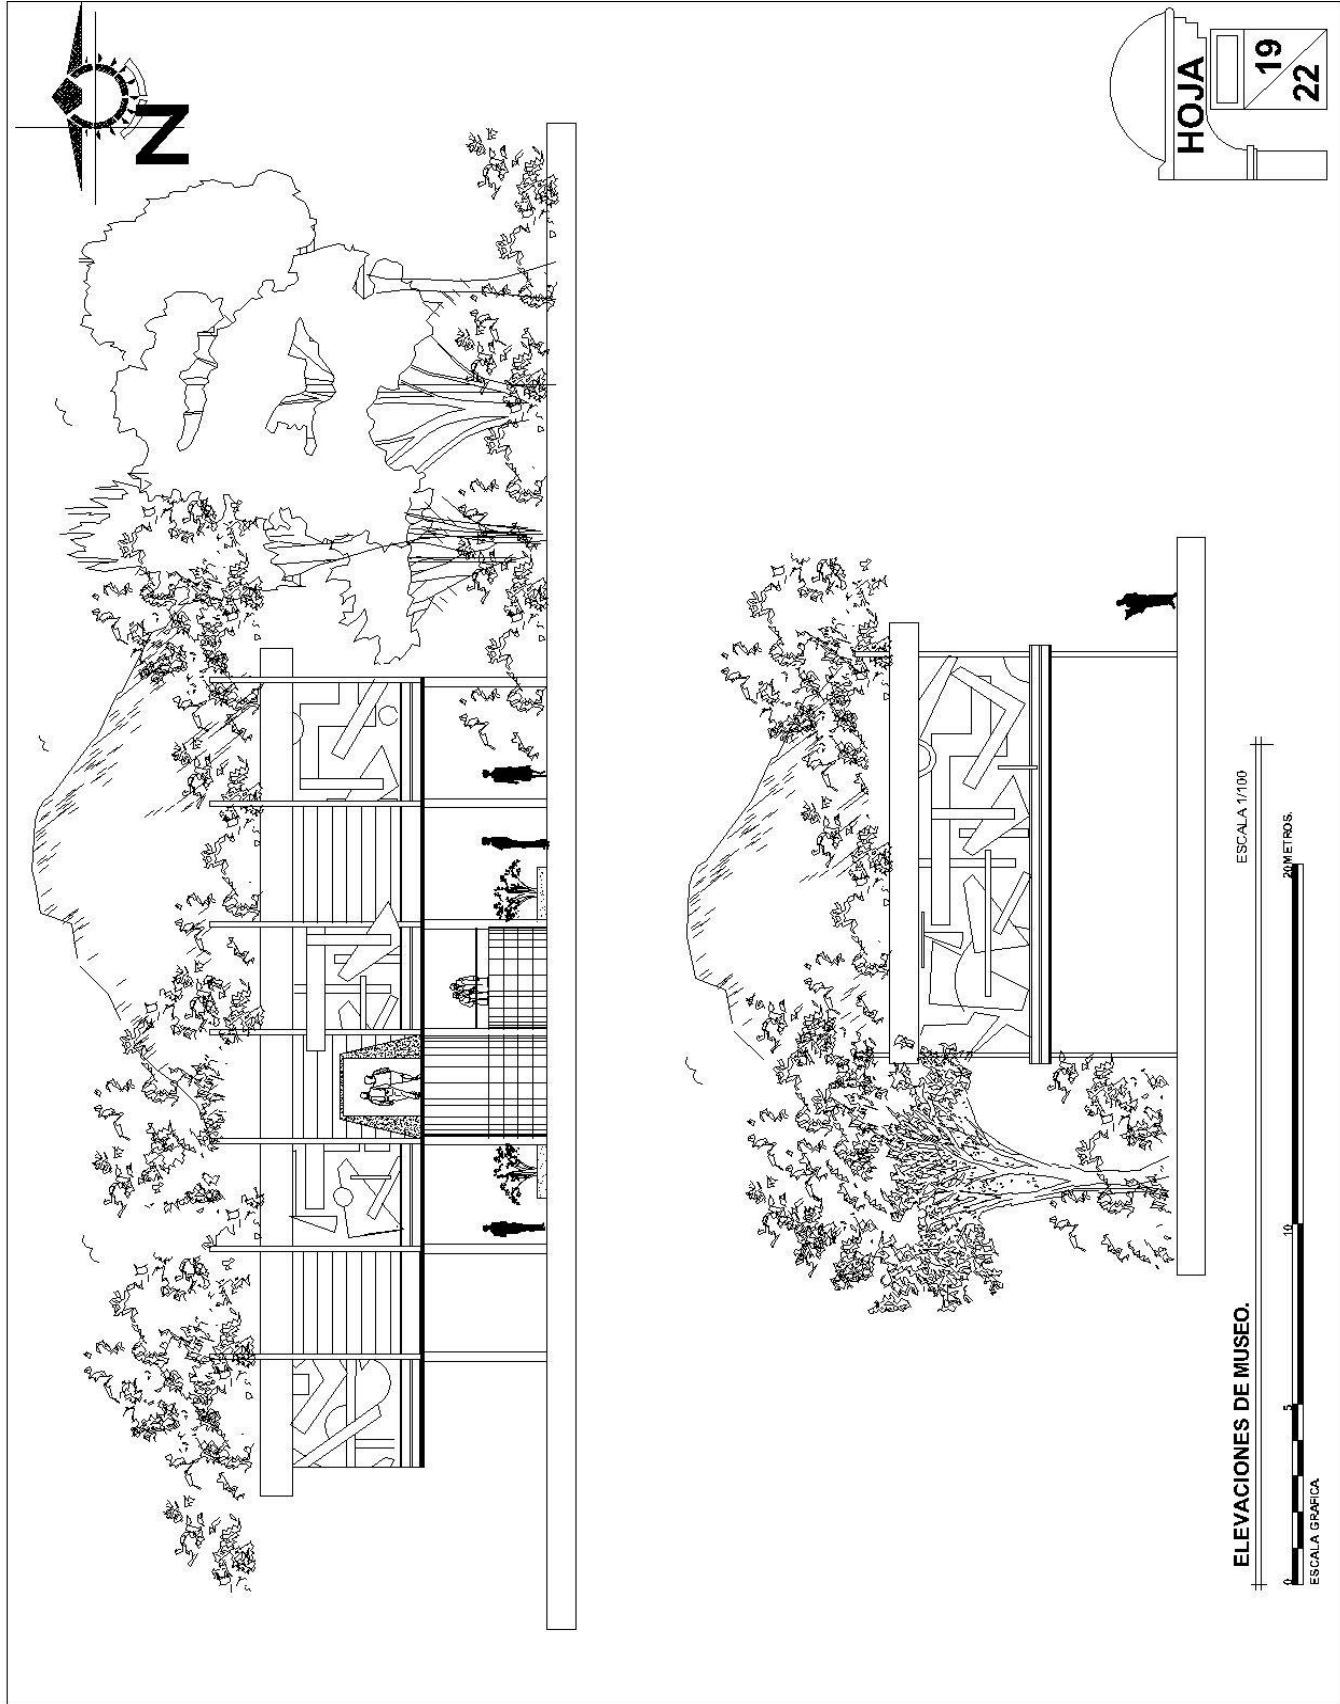 N
HOJA
19
22
ELEVACIONES DE MUSEO.
ESCALA 1/100
0 5 10 20 METROS.
ESCALA GRAFICA